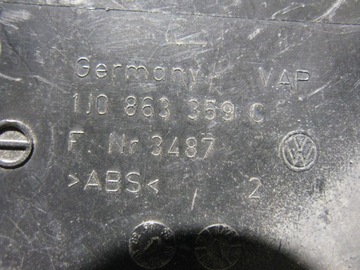 Germany VAP
1J0 863 359 C
F. Nr 3487
>ABS< 2